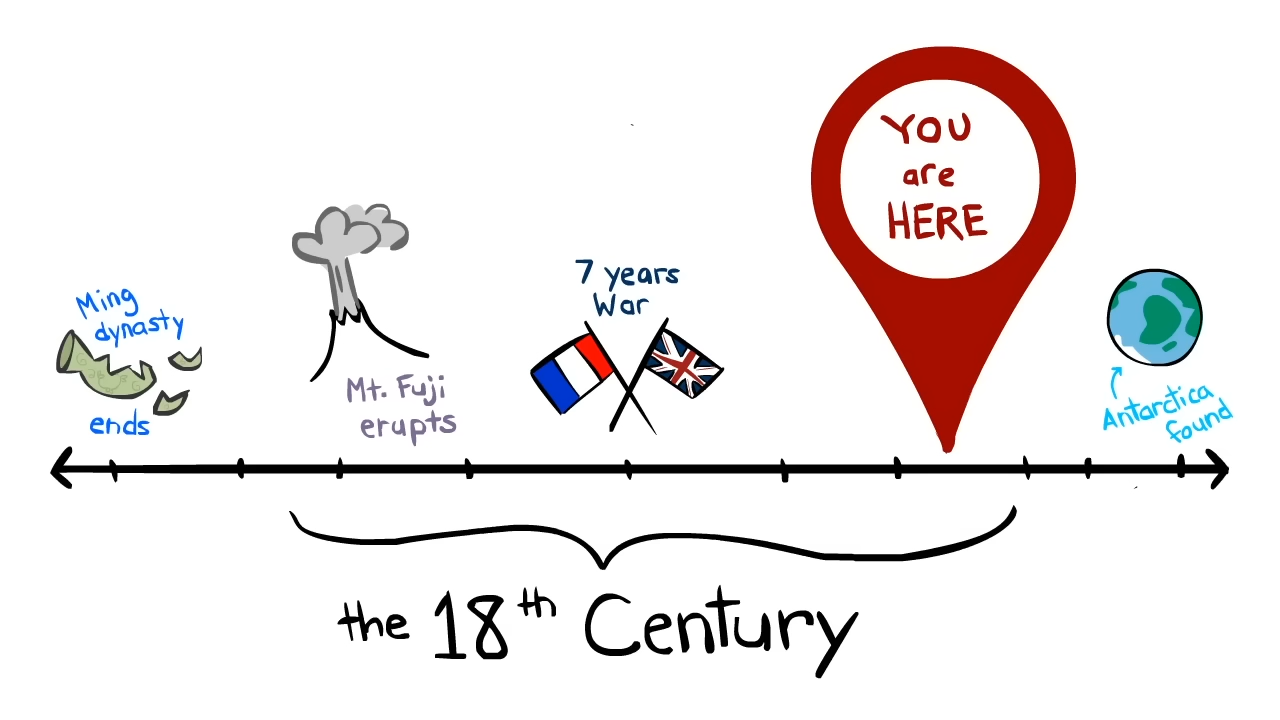 Ming
dynasty
ends
Mt. Fuji
erupts
7 years
War
YOU
are
HERE
Antarctica
found
the 18th Century